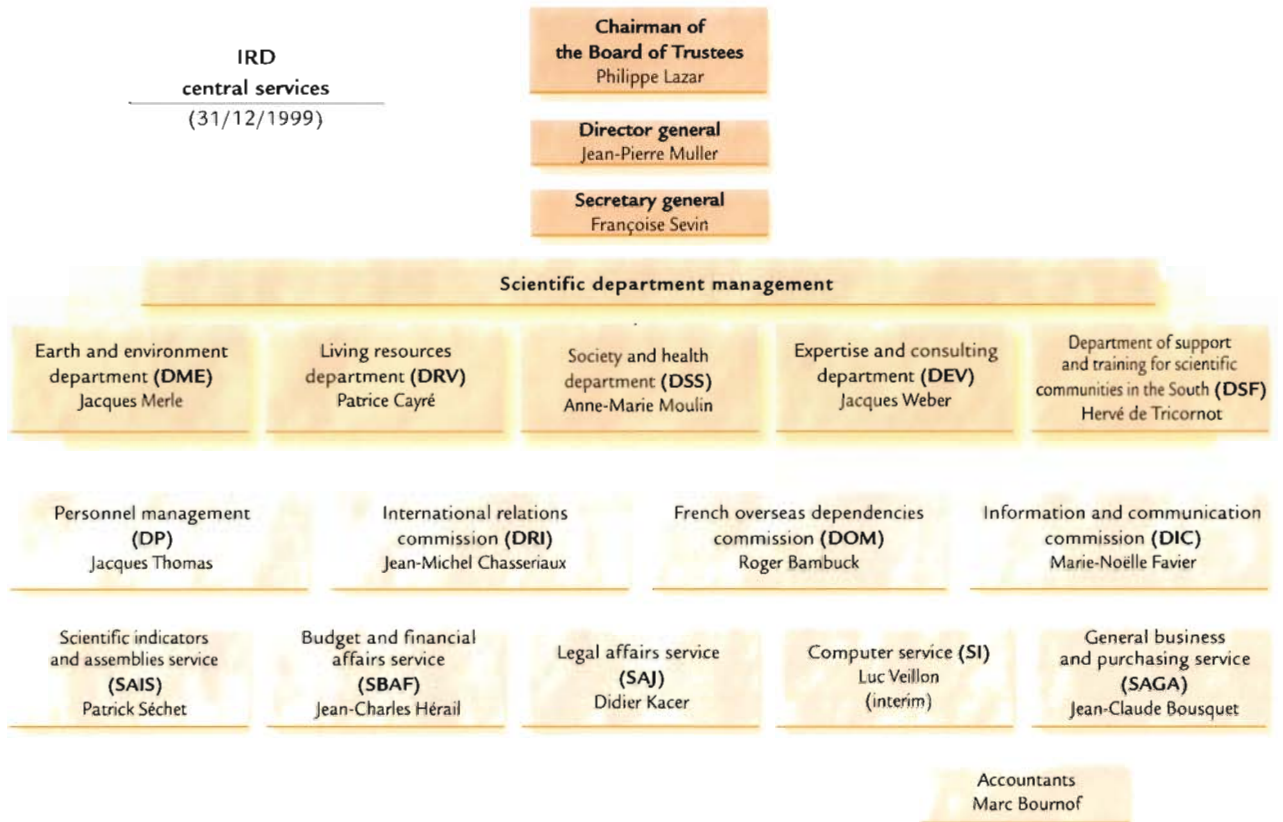 IRD
central services
(31/12/1999)
Chairman of
the Board of Trustees
Philippe Lazar
Director general
Jean-Pierre Muller
Secretary general
Françoise Sevin
Scientific department management
Earth and environment
department (DME)
Jacques Merle
Living resources
department (DRV)
Patrice Cayré
Society and health
department (DSS)
Anne-Marie Moulin
Expertise and consulting
department (DEV)
Jacques Weber
Department of support
and training for scientific
communities in the South (DSF)
Hervé de Tricornot
Personnel management
(DP)
Jacques Thomas
International relations
commission (DRI)
Jean-Michel Chasseriaux
French overseas dependencies
commission (DOM)
Roger Bambuck
Information and communication
commission (DIC)
Marie-Noëlle Favier
Scientific indicators
and assemblies service
(SAIS)
Patrick Séchet
Budget and financial
affairs service
(SBAF)
Jean-Charles Hérail
Legal affairs service
(SAJ)
Didier Kacer
Computer service (SI)
Luc Veillon
(interim)
General business
and purchasing service
(SAGA)
Jean-Claude Bousquet
Accountants
Marc Bournof